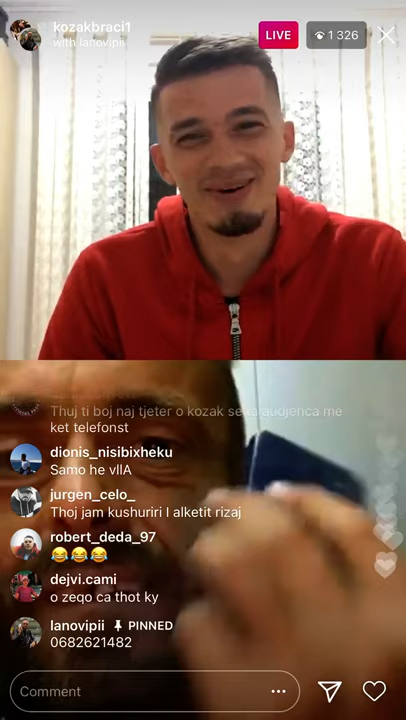 kozakbraci1
with lanovipii
LIVE
1 326
Thuj ti boj naj tjeter o kozak se ka audjenca me
ket telefonst
dionis_nisibixheku
Samo he vllA
jurgen_celo_
Thoj jam kushuriri I alketit rizaj
robert_deda_97
😂😂😂
dejvi.cami
o zeqo ca thot ky
lanovipii PINNED
0682621482
Comment